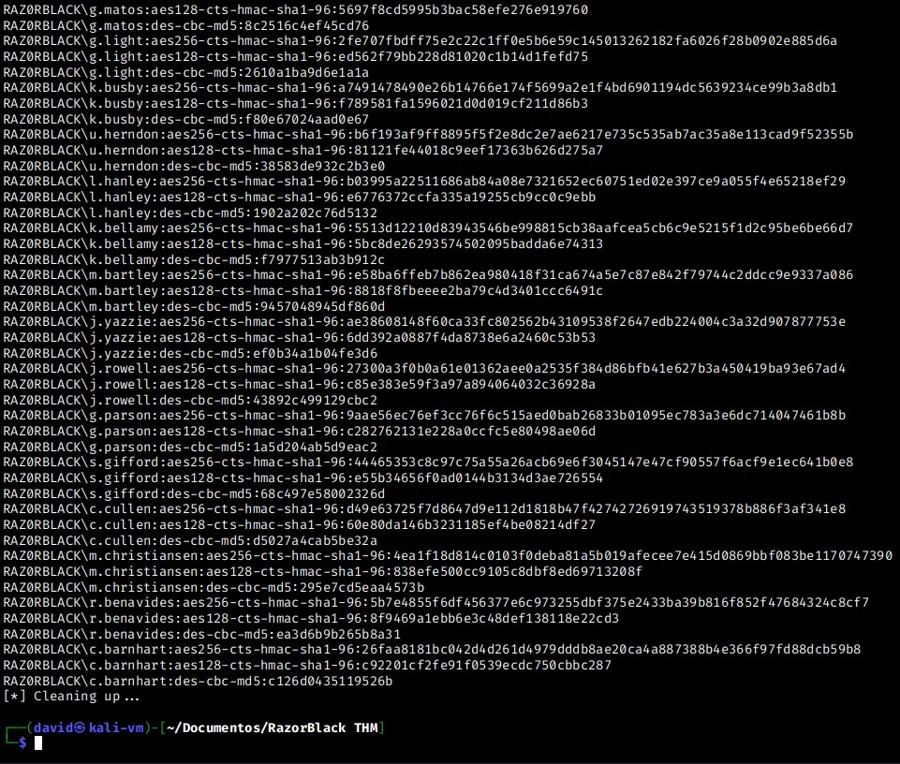 RAZ0RBLACK\g.matos:aes128-cts-hmac-sha1-96:5697f8cd5995b3bac58efe276e919760
RAZ0RBLACK\g.matos:des-cbc-md5:8c2516c4ef45cd76
RAZ0RBLACK\g.light:aes256-cts-hmac-sha1-96:2fe707fbdff75e2c22c1ff0e5b6e59c145013262182fa6026f28b0902e885d6a
RAZ0RBLACK\g.light:aes128-cts-hmac-sha1-96:ed562f79bb228d81020c1b14d1fefd75
RAZ0RBLACK\g.light:des-cbc-md5:2610a1ba9d6e1a1a
RAZ0RBLACK\k.busby:aes256-cts-hmac-sha1-96:a7491478490e26b14766e174f5699a2e1f4bd6901194dc5639234ce99b3a8db1
RAZ0RBLACK\k.busby:aes128-cts-hmac-sha1-96:f789581fa1596021d0d019cf211d86b3
RAZ0RBLACK\k.busby:des-cbc-md5:f80e67024aad0e67
RAZ0RBLACK\u.herndon:aes256-cts-hmac-sha1-96:b6f193af9ff8895f5f2e8dc2e7ae6217e735c535ab7ac35a8e113cad9f52355b
RAZ0RBLACK\u.herndon:aes128-cts-hmac-sha1-96:81121fe44018c9eef17363b626d275a7
RAZ0RBLACK\u.herndon:des-cbc-md5:38583de932c2b3e0
RAZ0RBLACK\l.hanley:aes256-cts-hmac-sha1-96:b03995a22511686ab84a08e7321652ec60751ed02e397ce9a055f4e65218ef29
RAZ0RBLACK\l.hanley:aes128-cts-hmac-sha1-96:e6776372ccfa335a19255cb9cc0c9ebb
RAZ0RBLACK\l.hanley:des-cbc-md5:1902a202c76d5132
RAZ0RBLACK\k.bellamy:aes256-cts-hmac-sha1-96:5513d12210d83943546be998815cb38aafcea5cb6c9e5215f1d2c95be6be66d7
RAZ0RBLACK\k.bellamy:aes128-cts-hmac-sha1-96:5bc8de26293574502095badda6e74313
RAZ0RBLACK\k.bellamy:des-cbc-md5:f7977513ab3b912c
RAZ0RBLACK\m.bartley:aes256-cts-hmac-sha1-96:e58ba6ffeb7b862ea980418f31ca674a5e7c87e842f79744c2ddcc9e9337a086
RAZ0RBLACK\m.bartley:aes128-cts-hmac-sha1-96:8818f8fbeeee2ba79c4d3401ccc6491c
RAZ0RBLACK\m.bartley:des-cbc-md5:9457048945df860d
RAZ0RBLACK\j.yazzie:aes256-cts-hmac-sha1-96:ae38608148f60ca33fc802562b43109538f2647edb224004c3a32d907877753e
RAZ0RBLACK\j.yazzie:aes128-cts-hmac-sha1-96:6dd392a0887f4da8738e6a2460c53b53
RAZ0RBLACK\j.yazzie:des-cbc-md5:ef0b34a1b04fe3d6
RAZ0RBLACK\j.rowell:aes256-cts-hmac-sha1-96:27300a3f0b0a61e01362aee0a2535f384d86bfb41e627b3a450419ba93e67ad4
RAZ0RBLACK\j.rowell:aes128-cts-hmac-sha1-96:c85e383e59f3a97a894064032c36928a
RAZ0RBLACK\j.rowell:des-cbc-md5:43892c499129cbc2
RAZ0RBLACK\g.parson:aes256-cts-hmac-sha1-96:9aae56ec76ef3cc76f6c515aed0bab26833b01095ec783a3e6dc714047461b8b
RAZ0RBLACK\g.parson:aes128-cts-hmac-sha1-96:c282762131e228a0ccfc5e80498ae06d
RAZ0RBLACK\g.parson:des-cbc-md5:1a5d204ab5d9eac2
RAZ0RBLACK\s.gifford:aes256-cts-hmac-sha1-96:44465353c8c97c75a55a26acb69e6f3045147e47cf90557f6acf9e1ec641b0e8
RAZ0RBLACK\s.gifford:aes128-cts-hmac-sha1-96:e55b34656f0ad0144b3134d3ae726554
RAZ0RBLACK\s.gifford:des-cbc-md5:68c497e58002326d
RAZ0RBLACK\c.cullen:aes256-cts-hmac-sha1-96:d49e63725f7d8647d9e112d1818b47f42742726919743519378b886f3af341e8
RAZ0RBLACK\c.cullen:aes128-cts-hmac-sha1-96:60e80da146b3231185ef4be08214df27
RAZ0RBLACK\c.cullen:des-cbc-md5:d5027a4cab5be32a
RAZ0RBLACK\m.christiansen:aes256-cts-hmac-sha1-96:4ea1f18d814c0103f0deba81a5b019afecee7e415d0869bbf083be1170747390
RAZ0RBLACK\m.christiansen:aes128-cts-hmac-sha1-96:838efe500cc9105c8dbf8ed69713208f
RAZ0RBLACK\m.christiansen:des-cbc-md5:295e7cd5eaa4573b
RAZ0RBLACK\r.benavides:aes256-cts-hmac-sha1-96:5b7e4855f6df456377e6c973255dbf375e2433ba39b816f852f47684324c8cf7
RAZ0RBLACK\r.benavides:aes128-cts-hmac-sha1-96:8f9469a1ebb6e3c48def138118e22cd3
RAZ0RBLACK\r.benavides:des-cbc-md5:ea3d6b9b265b8a31
RAZ0RBLACK\c.barnhart:aes256-cts-hmac-sha1-96:26faa8181bc042d4d261d4979dddb8ae20ca4a887388b4e366f97fd88dcb59b8
RAZ0RBLACK\c.barnhart:aes128-cts-hmac-sha1-96:c92201cf2fe91f0539ecdc750cbbc287
RAZ0RBLACK\c.barnhart:des-cbc-md5:c126d0435119526b
[*] Cleaning up...
┌──(david㉿kali-vm)-[~/Documentos/RazorBlack THM]
└─$